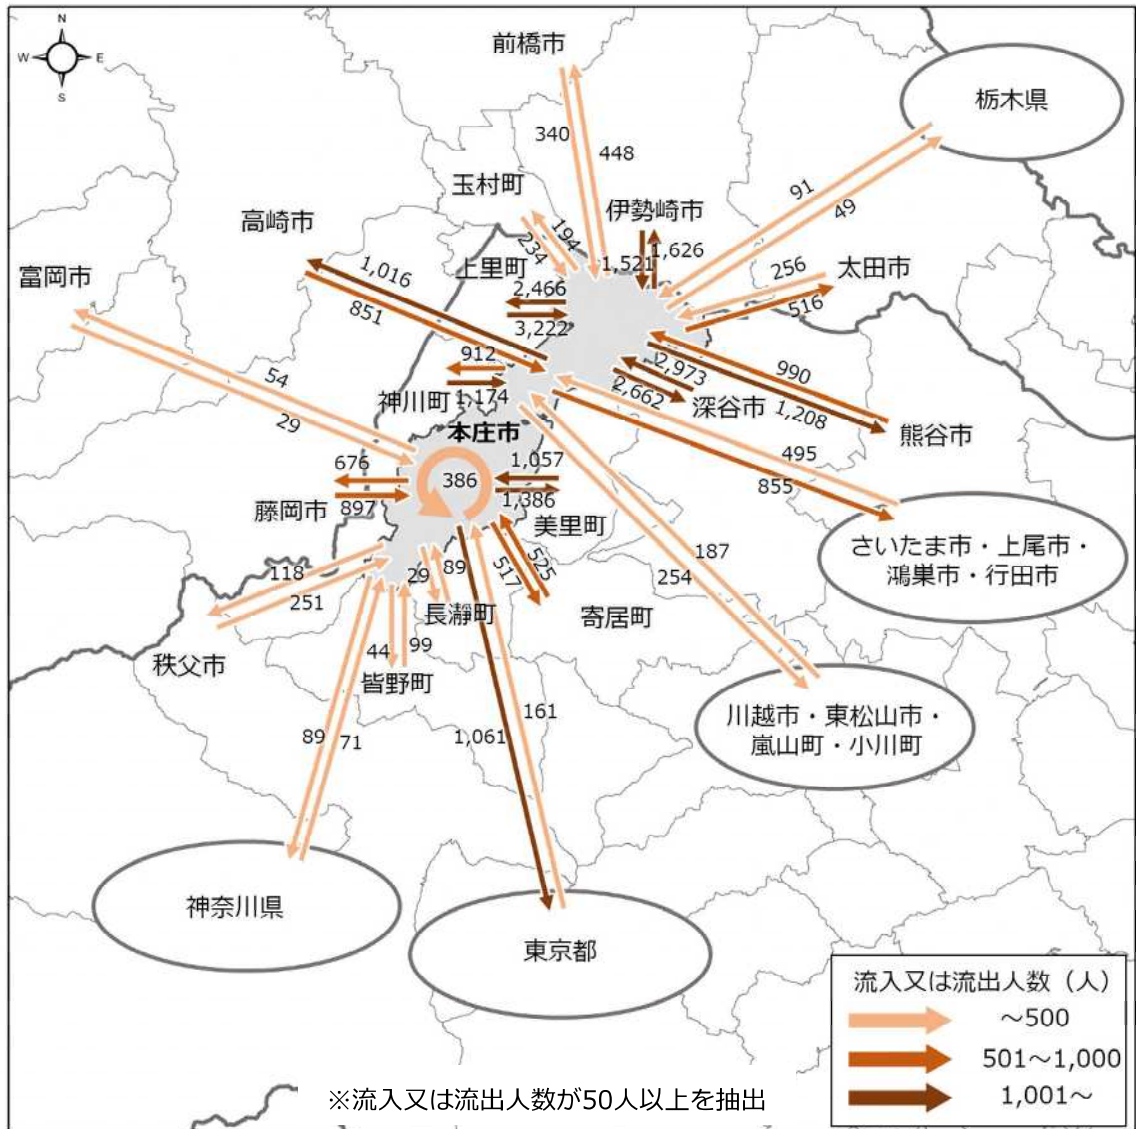 N
W
E
S
前橋市
栃木県
340
448
玉村町
91
49
高崎市
伊勢崎市
194
234
富岡市
上里町
1,521
1,626
1,016
256
太田市
2,466
516
851
3,222
912
2,973
990
54
神川町
1,174
2,662
深谷市
1,208
29
本庄市
熊谷市
495
676
386
1,057
855
藤岡市
897
1,386
美里町
さいたま市・上尾市・
鴻巣市・行田市
187
118
29
89
525
254
251
517
長瀞町
寄居町
秩父市
44
99
皆野町
161
川越市・東松山市・
嵐山町・小川町
89
71
1,061
神奈川県
東京都
流入又は流出人数（人）
～500
501～1,000
1,001～
※流入又は流出人数が50人以上を抽出